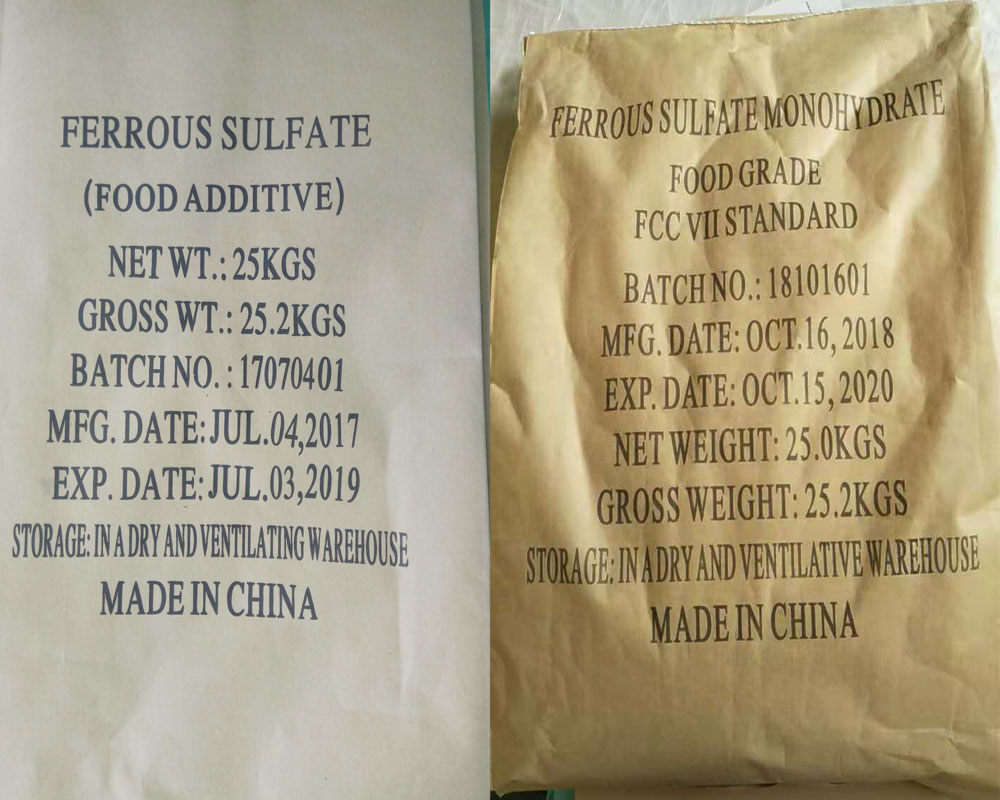 FERROUS SULFATE
(FOOD ADDITIVE)
NET WT.: 25KGS
GROSS WT.: 25.2KGS
BATCH NO. : 17070401
MFG. DATE: JUL.04,2017
EXP. DATE: JUL.03,2019
STORAGE: IN A DRY AND VENTILATING WAREHOUSE
MADE IN CHINA
FERROUS SULFATE MONOHYDRATE
FOOD GRADE
FCC VII STANDARD
BATCH NO.: 18101601
MFG. DATE: OCT.16, 2018
EXP. DATE: OCT.15, 2020
NET WEIGHT: 25.0KGS
GROSS WEIGHT: 25.2KGS
STORAGE: IN A DRY AND VENTILATIVE WAREHOUSE
MADE IN CHINA